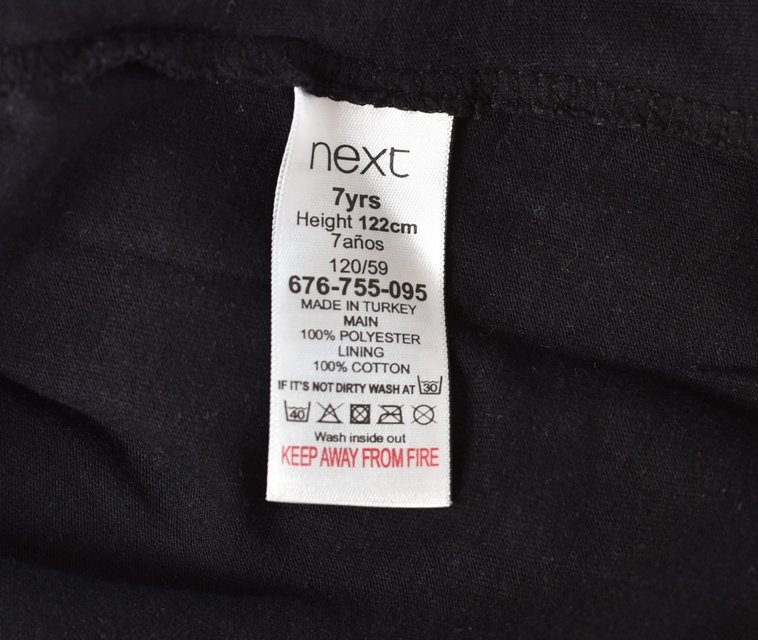 next
7yrs
Height 122cm
7años
120/59
676-755-095
MADE IN TURKEY
MAIN
100% POLYESTER
LINING
100% COTTON
IF IT'S NOT DIRTY WASH AT 30
40
Wash inside out
KEEP AWAY FROM FIRE